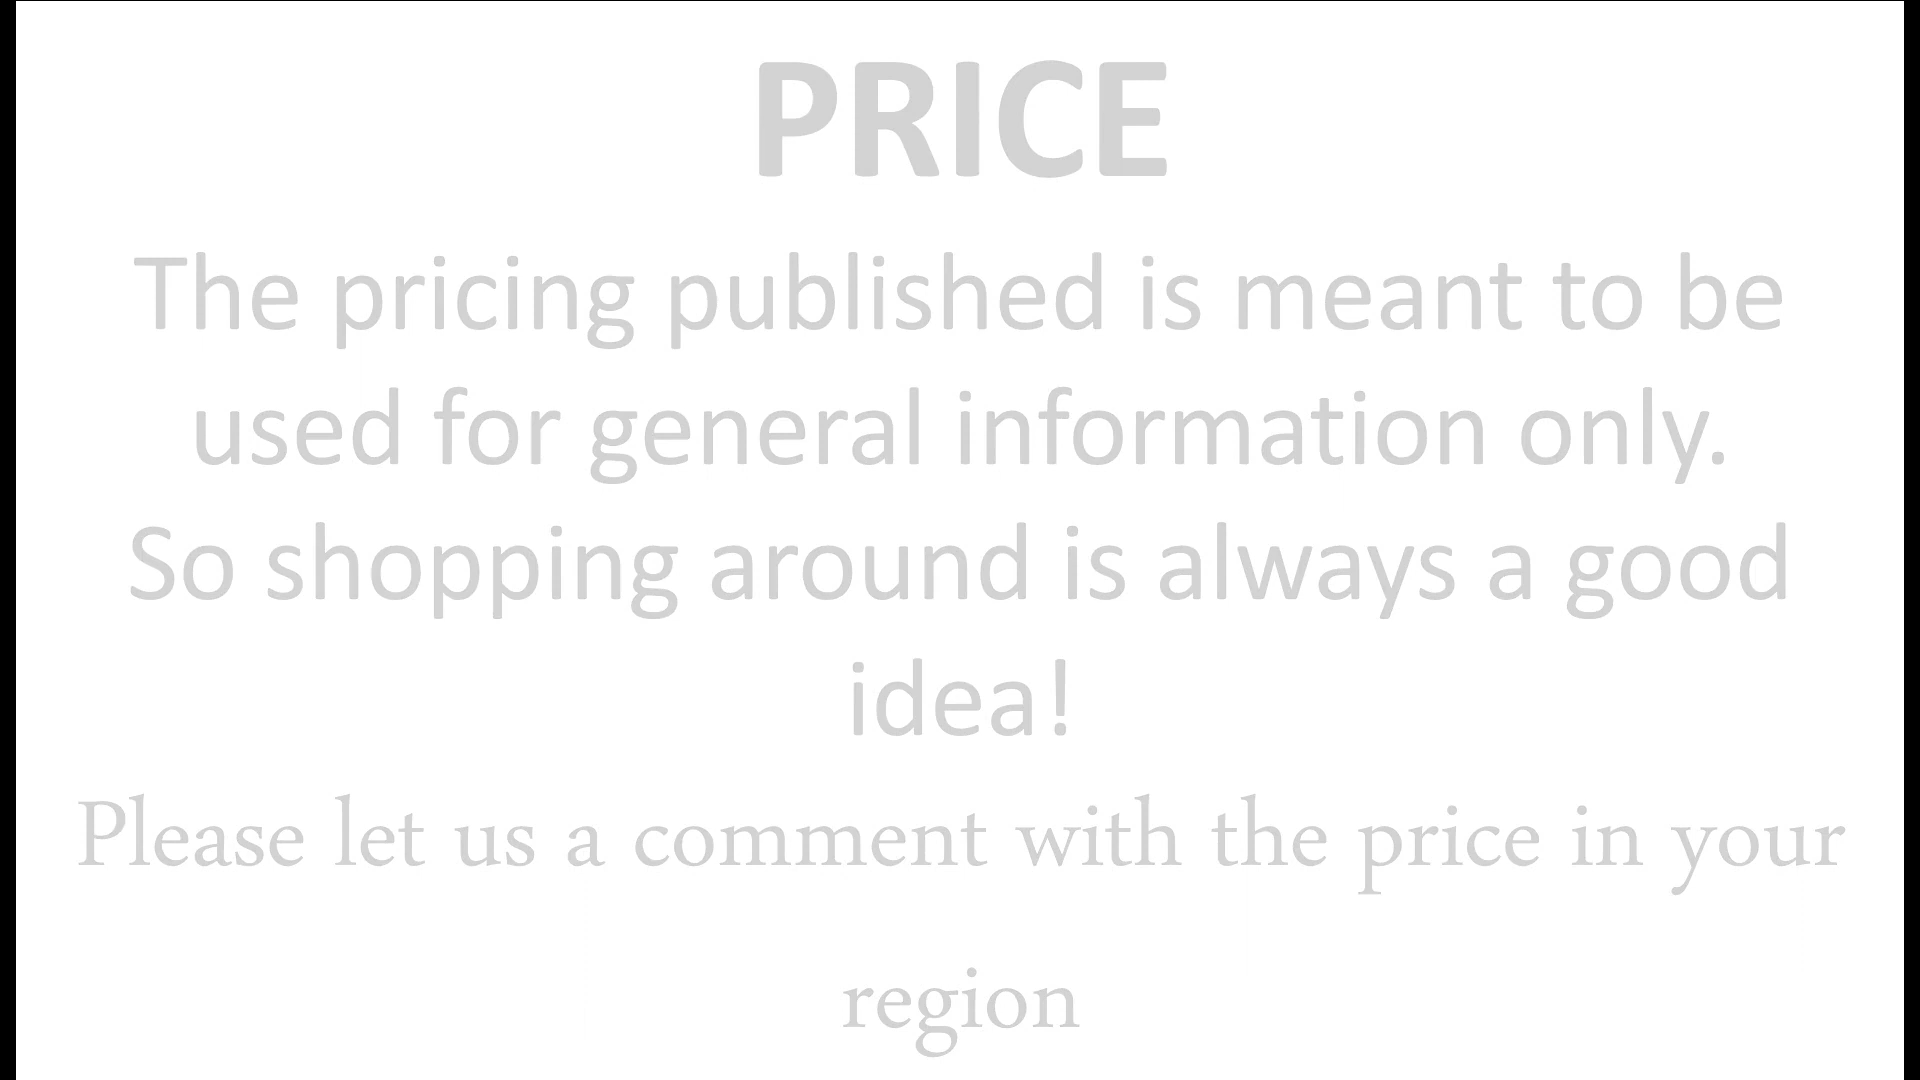 PRICE
The pricing published is meant to be
used for general information only.
So shopping around is always a good
idea!
Please let us a comment with the price in your
region